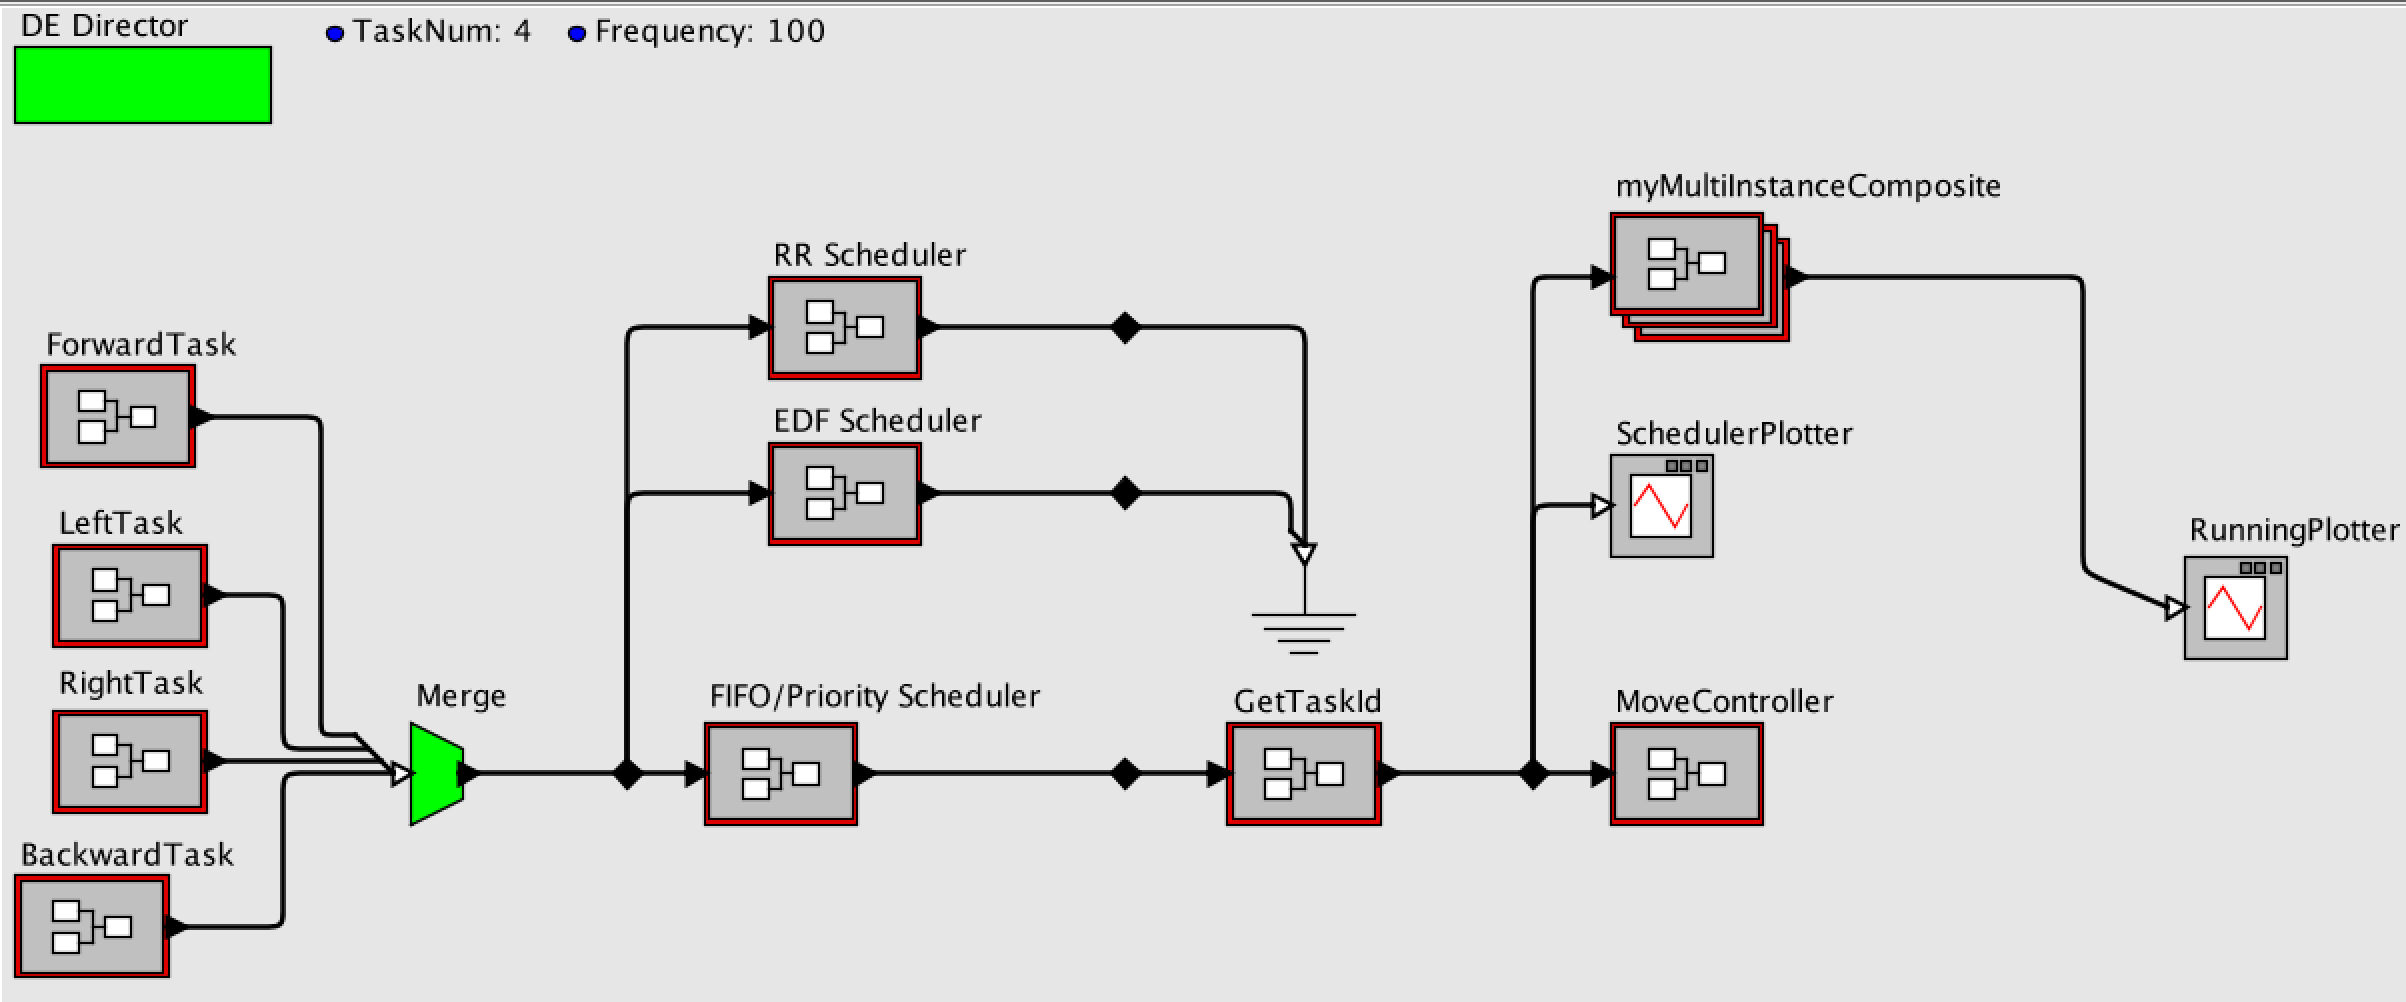 DE Director
TaskNum: 4
Frequency: 100
myMultiInstanceComposite
RR Scheduler
ForwardTask
EDF Scheduler
SchedulerPlotter
LeftTask
RunningPlotter
RightTask
Merge
FIFO/Priority Scheduler
GetTaskId
MoveController
BackwardTask